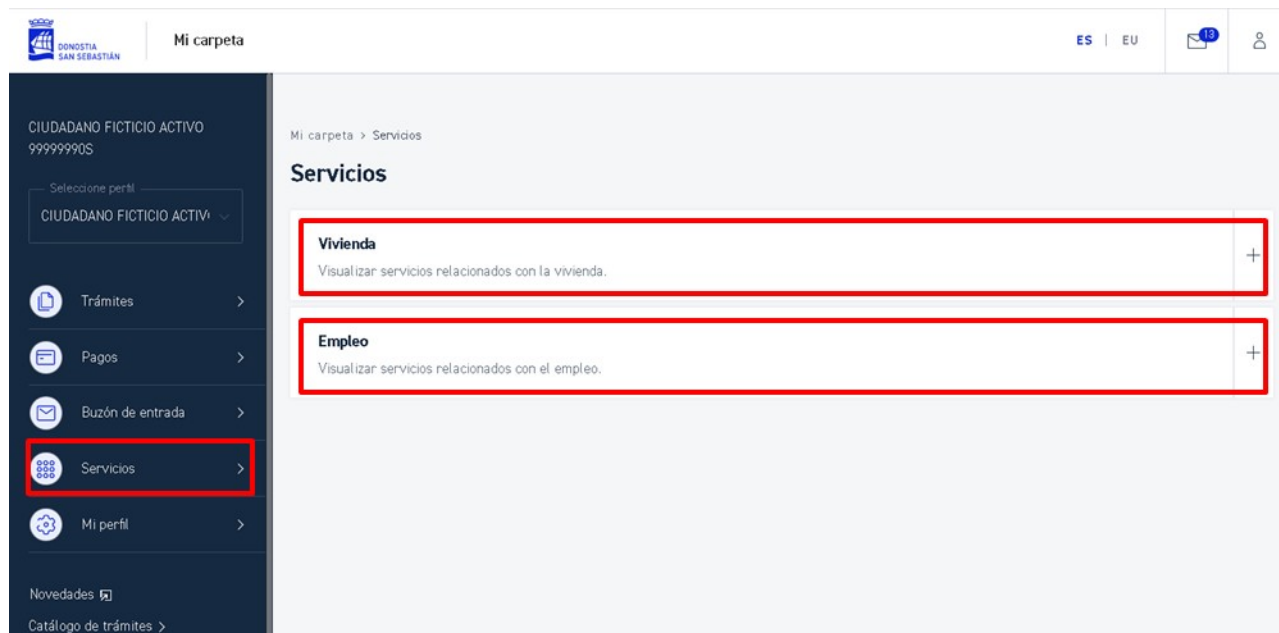 DONOSTIA
SAN SEBASTIÁN
Mi carpeta
ES | EU
13
CIUDADANO FICTICIO ACTIVO
99999990S
Seleccione perfil
CIUDADANO FICTICIO ACTIV
Trámites
Pagos
Buzón de entrada
Servicios
Mi perfil
Novedades
Catálogo de trámites >
Mi carpeta > Servicios
Servicios
Vivienda
Visualizar servicios relacionados con la vivienda.
Empleo
Visualizar servicios relacionados con el empleo.